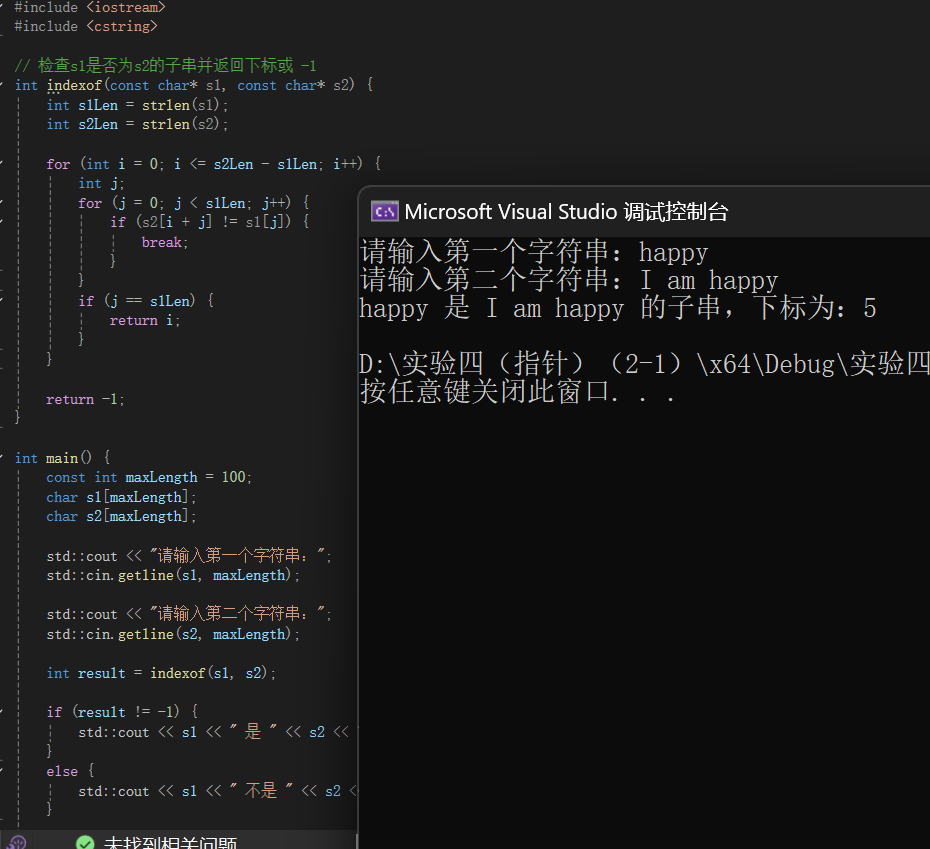 #include <iostream>
#include <cstring>
// 检查s1是否为s2的子串并返回下标或 -1
int indexof(const char* s1, const char* s2) {
int s1Len = strlen(s1);
int s2Len = strlen(s2);
for (int i = 0; i <= s2Len - s1Len; i++) {
int j;
for (j = 0; j < s1Len; j++) {
if (s2[i + j] != s1[j]) {
break;
}
}
if (j == s1Len) {
return i;
}
}
return -1;
}
int main() {
const int maxLength = 100;
char s1[maxLength];
char s2[maxLength];
std::cout << "请输入第一个字符串: ";
std::cin.getline(s1, maxLength);
std::cout << "请输入第二个字符串: ";
std::cin.getline(s2, maxLength);
int result = indexof(s1, s2);
if (result != -1) {
std::cout << s1 << " 是 " << s2 <<
}
else {
std::cout << s1 << " 不是 " << s2 <
}
未找到相关问题
Microsoft Visual Studio 调试控制台
请输入第一个字符串: happy
请输入第二个字符串: I am happy
happy 是 I am happy 的子串, 下标为: 5
D:\实验四（指针）（2-1）\x64\Debug\实验四
按任意键关闭此窗口. . .